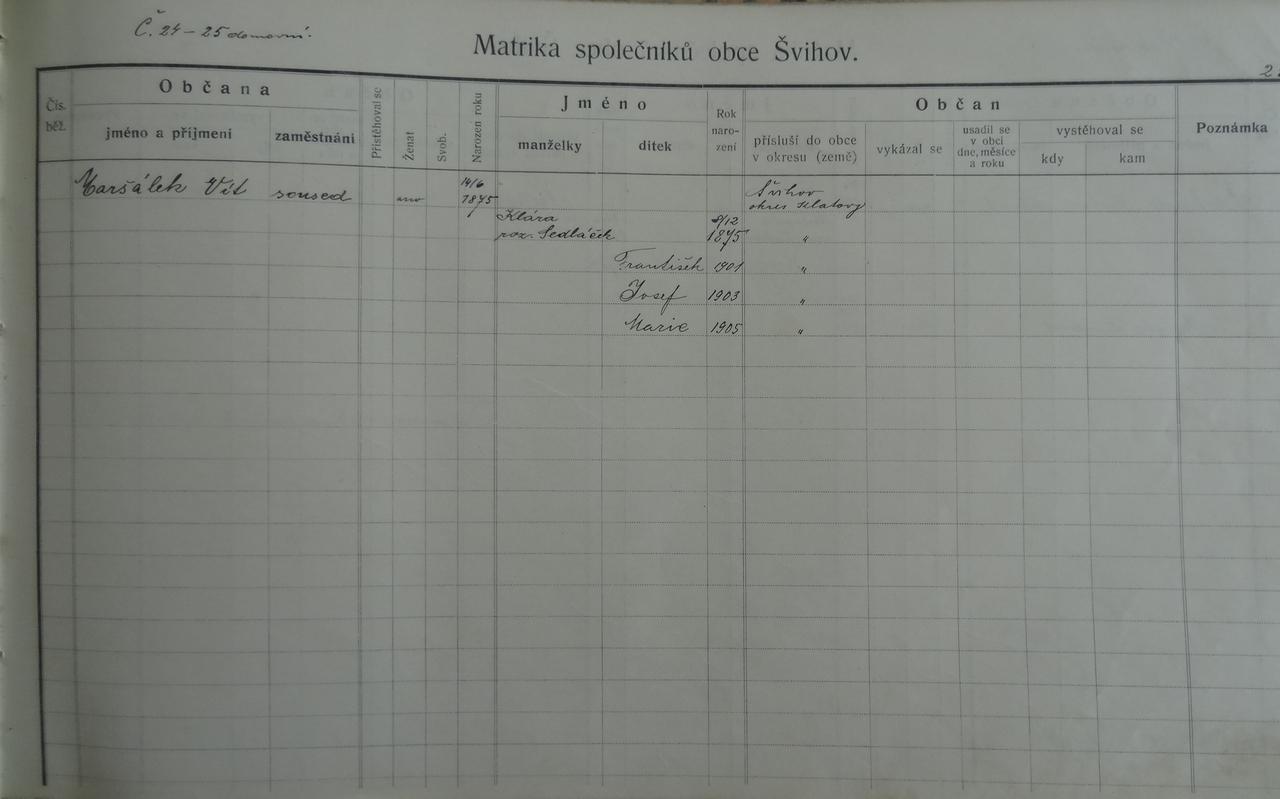 Č. 24 – 25 domovní.
Matrika společníků obce Švihov.
Čís. běž.
Občana
jméno a příjmení
zaměstnání
Přistěhoval se
Ženat
Svob.
Narozen roku
Jméno
manželky
dítek
Rok
naro-
zení
Občan
přísluší do obce
v okresu (země)
vykázal se
usadil se
v obci
dne, měsíce
a roku
vystěhoval se
kdy
kam
Poznámka
Maršálek Vít soused ano 14/6 1875 Švihov
okres Klatovy
Klára 8/12
roz. Sedláček 1875 "
František 1901 "
Josef 1903 "
Marie 1905 "